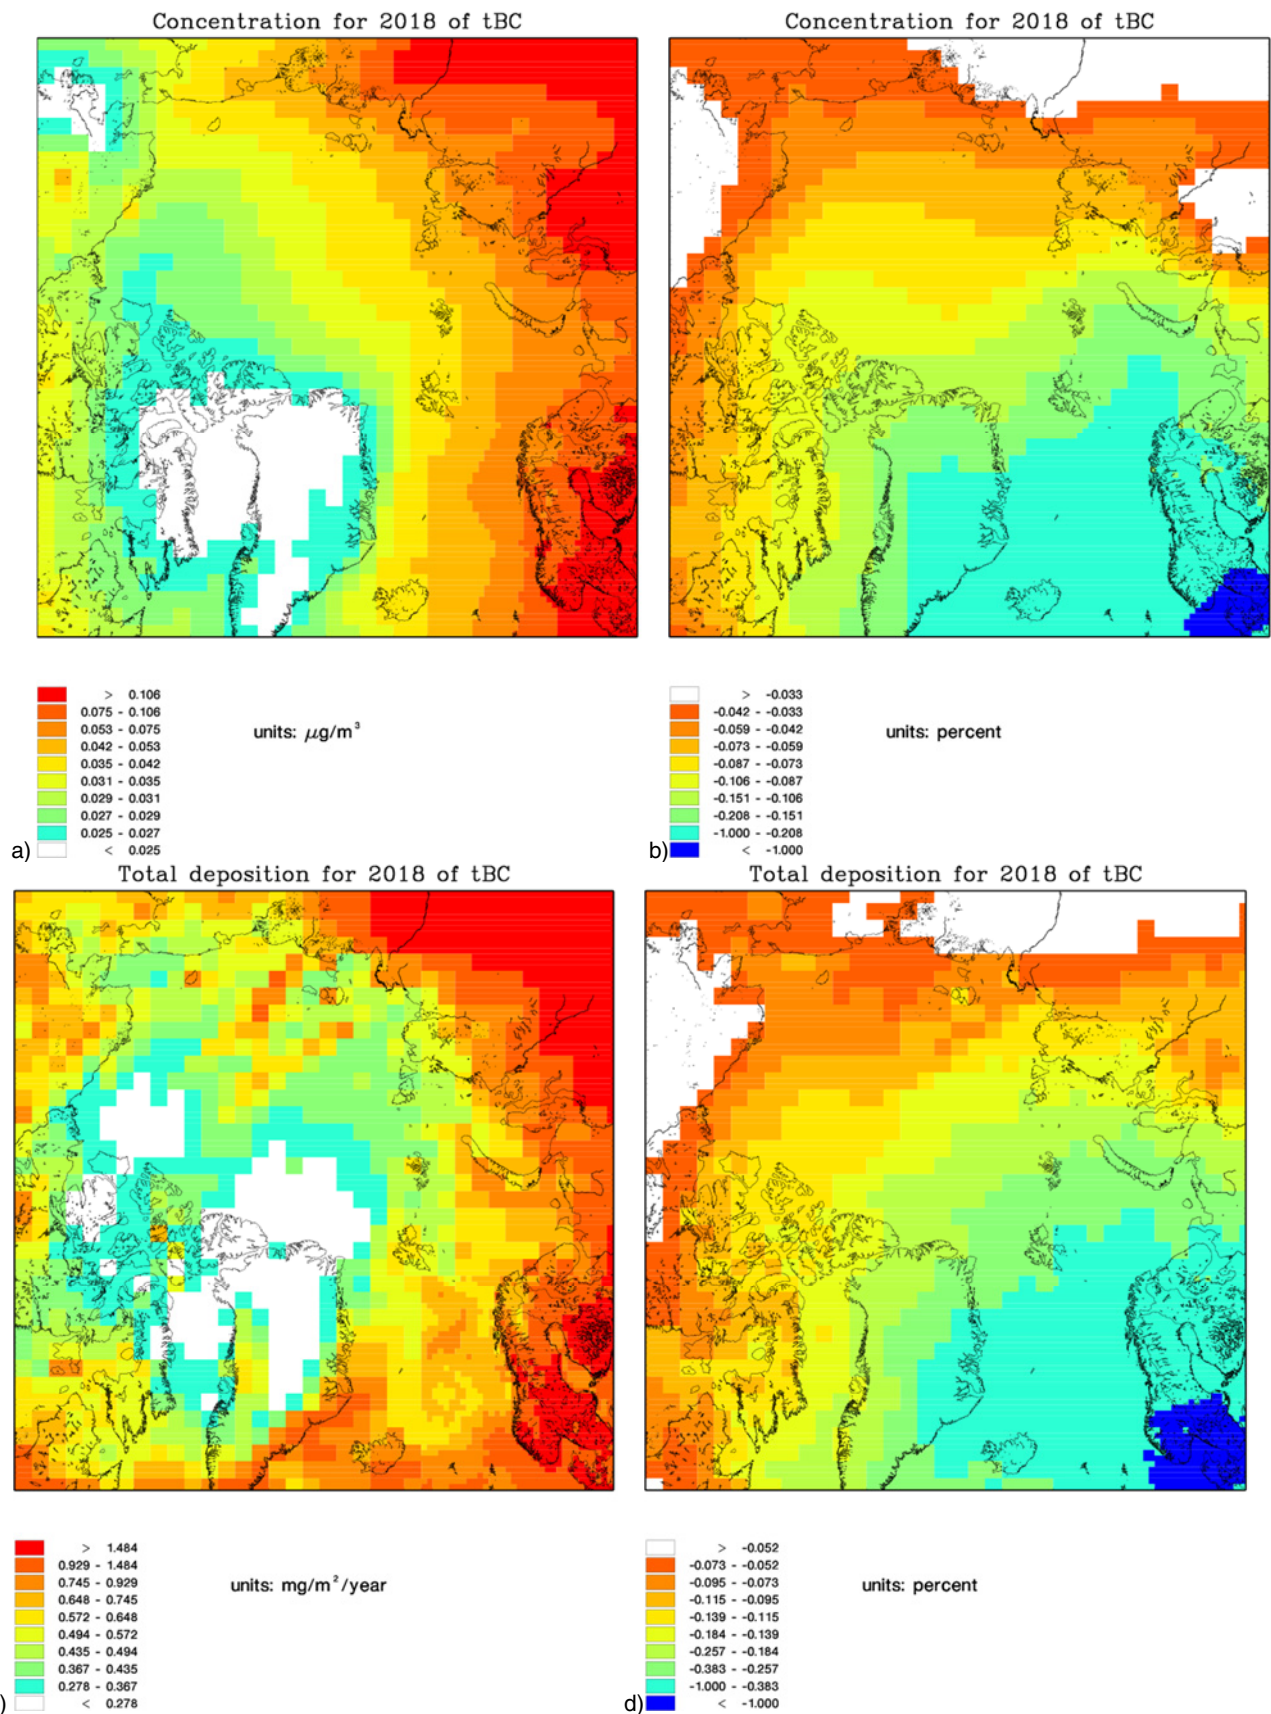 Concentration for 2018 of tBC
Concentration for 2018 of tBC
> 0.106
0.075 - 0.106
0.053 - 0.075
0.042 - 0.053
0.035 - 0.042
0.031 - 0.035
0.029 - 0.031
0.027 - 0.029
0.025 - 0.027
< 0.025
units: μg/m³
a)
> -0.033
-0.042 - -0.033
-0.059 - -0.042
-0.073 - -0.059
-0.087 - -0.073
-0.106 - -0.087
-0.151 - -0.106
-0.208 - -0.151
-1.000 - -0.208
< -1.000
units: percent
b)
Total deposition for 2018 of tBC
Total deposition for 2018 of tBC
> 1.484
0.929 - 1.484
0.745 - 0.929
0.648 - 0.745
0.572 - 0.648
0.494 - 0.572
0.435 - 0.494
0.367 - 0.435
0.278 - 0.367
< 0.278
units: mg/m²/year
)
> -0.052
-0.073 - -0.052
-0.095 - -0.073
-0.115 - -0.095
-0.139 - -0.115
-0.184 - -0.139
-0.257 - -0.184
-0.383 - -0.257
-1.000 - -0.383
< -1.000
units: percent
d)